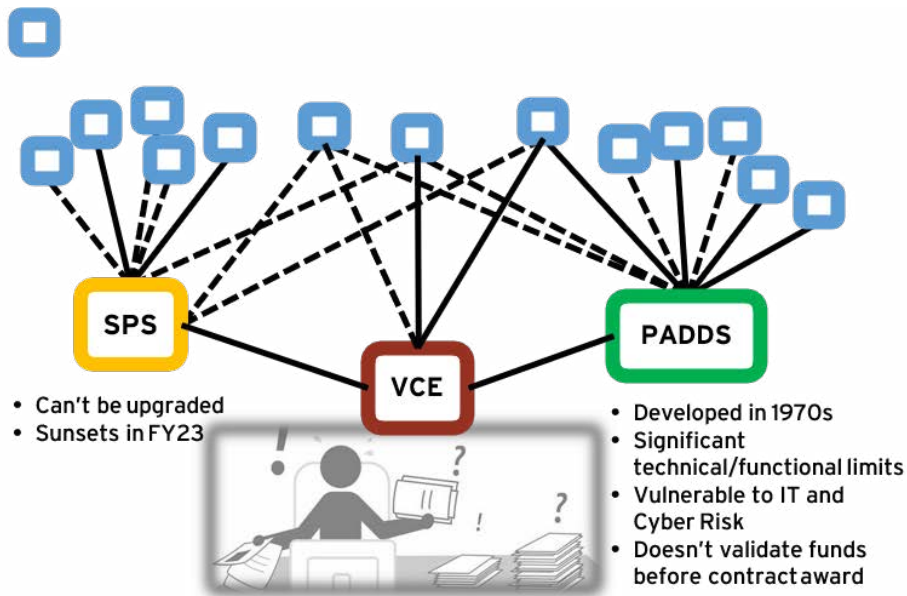 SPS
PADDS
VCE
• Can't be upgraded
• Sunsets in FY23
• Developed in 1970s
• Significant
technical/functional limits
• Vulnerable to IT and
Cyber Risk
• Doesn't validate funds
before contract award
!
?
!
?